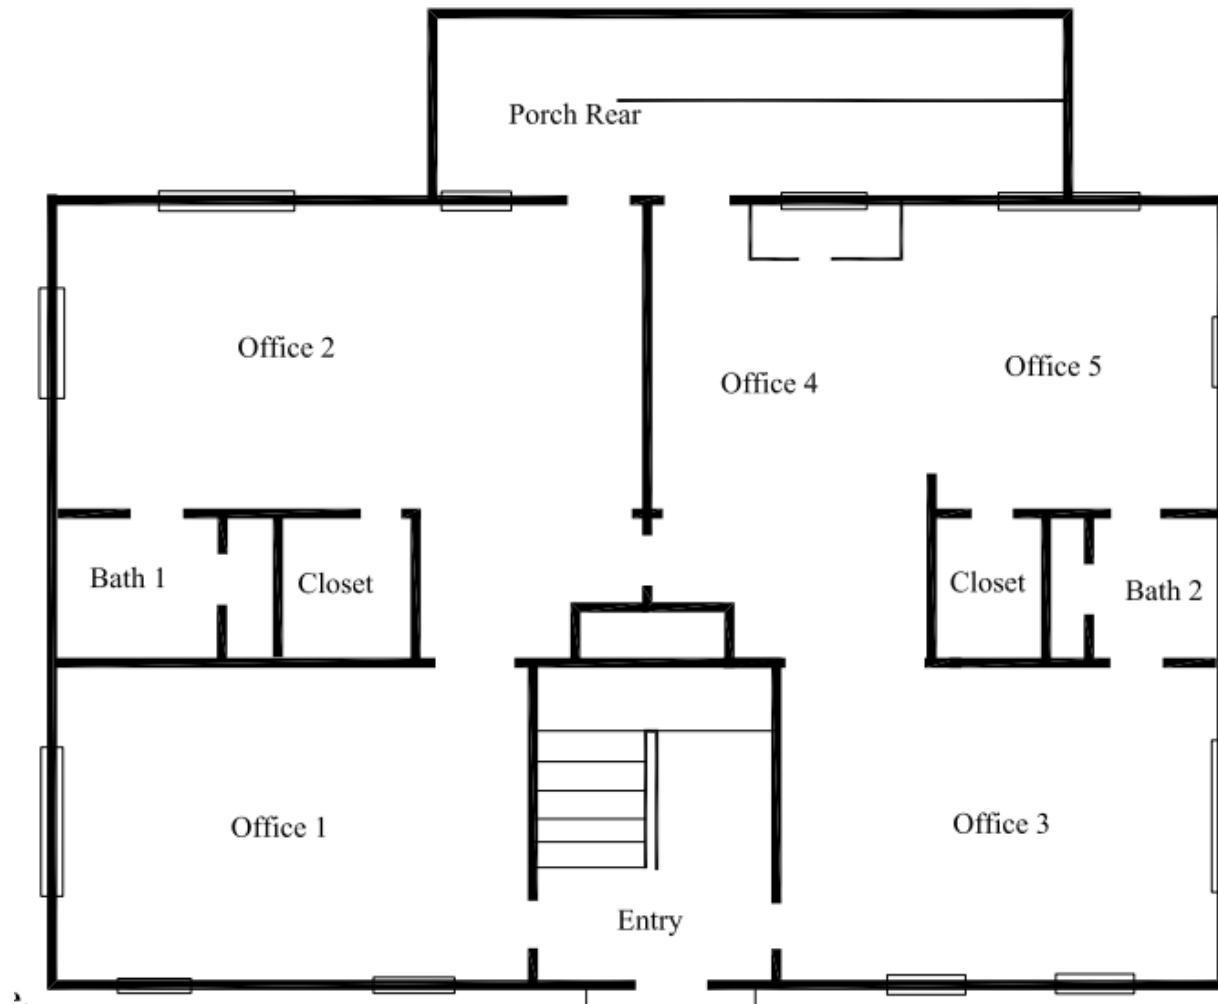 Porch Rear
Office 2
Office 4
Office 5
Bath 1
Closet
Closet
Bath 2
Office 1
Office 3
Entry